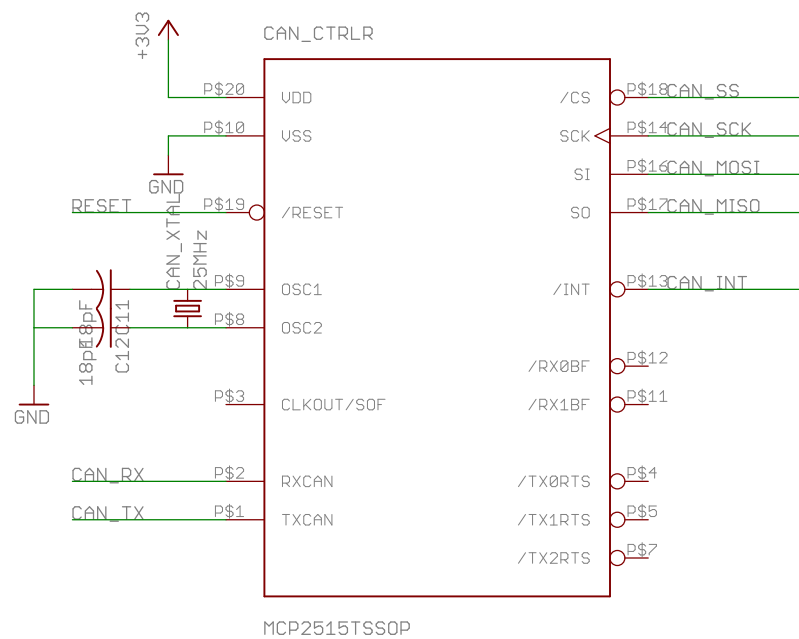 +3V3
CAN_CTRLR
P$20
VDD
/CS
P$18
CAN_SS
P$10
VSS
SCK
P$14
CAN_SCK
GND
SI
P$16
CAN_MOSI
RESET
P$19
/RESET
SO
P$17
CAN_MISO
CAN_XTAL
25MHz
P$9
OSC1
/INT
P$13
CAN_INT
18pF
C11
P$8
OSC2
18pF
C12
/RX0BF
P$12
GND
P$3
CLKOUT/SOF
/RX1BF
P$11
CAN_RX
P$2
RXCAN
/TX0RTS
P$4
CAN_TX
P$1
TXCAN
/TX1RTS
P$5
/TX2RTS
P$7
MCP2515TSSOP